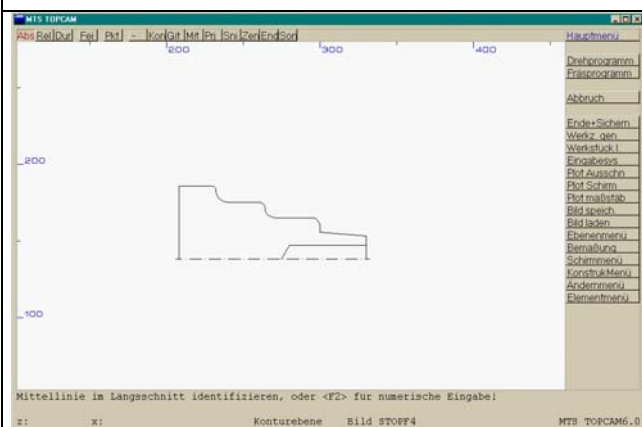 MTS TOPCAM
Abs Rel Dur Fei Pkt - Kon Git Mit Pri Sni Zen End Son
Hauptmenü
200 300 400
Drehprogramm
Fräsprogramm
Abbruch
Ende+Sichern
Werkz. gen.
Werkstück l.
Eingabesys
200
Plot Ausschn
Plot Schirm
Plot maßstäb
Bild speich.
Bild laden
Ebenenmenü
Bemaßung
Schirmmenü
KonstrukMenü
Ändernmenü
Elementmenü
100
Mittellinie im Langsschnitt identifizieren, oder <F2> fur numerische Eingabe!
z: x: Konturebene Bild STOPF4 MTS TOPCAM6.0